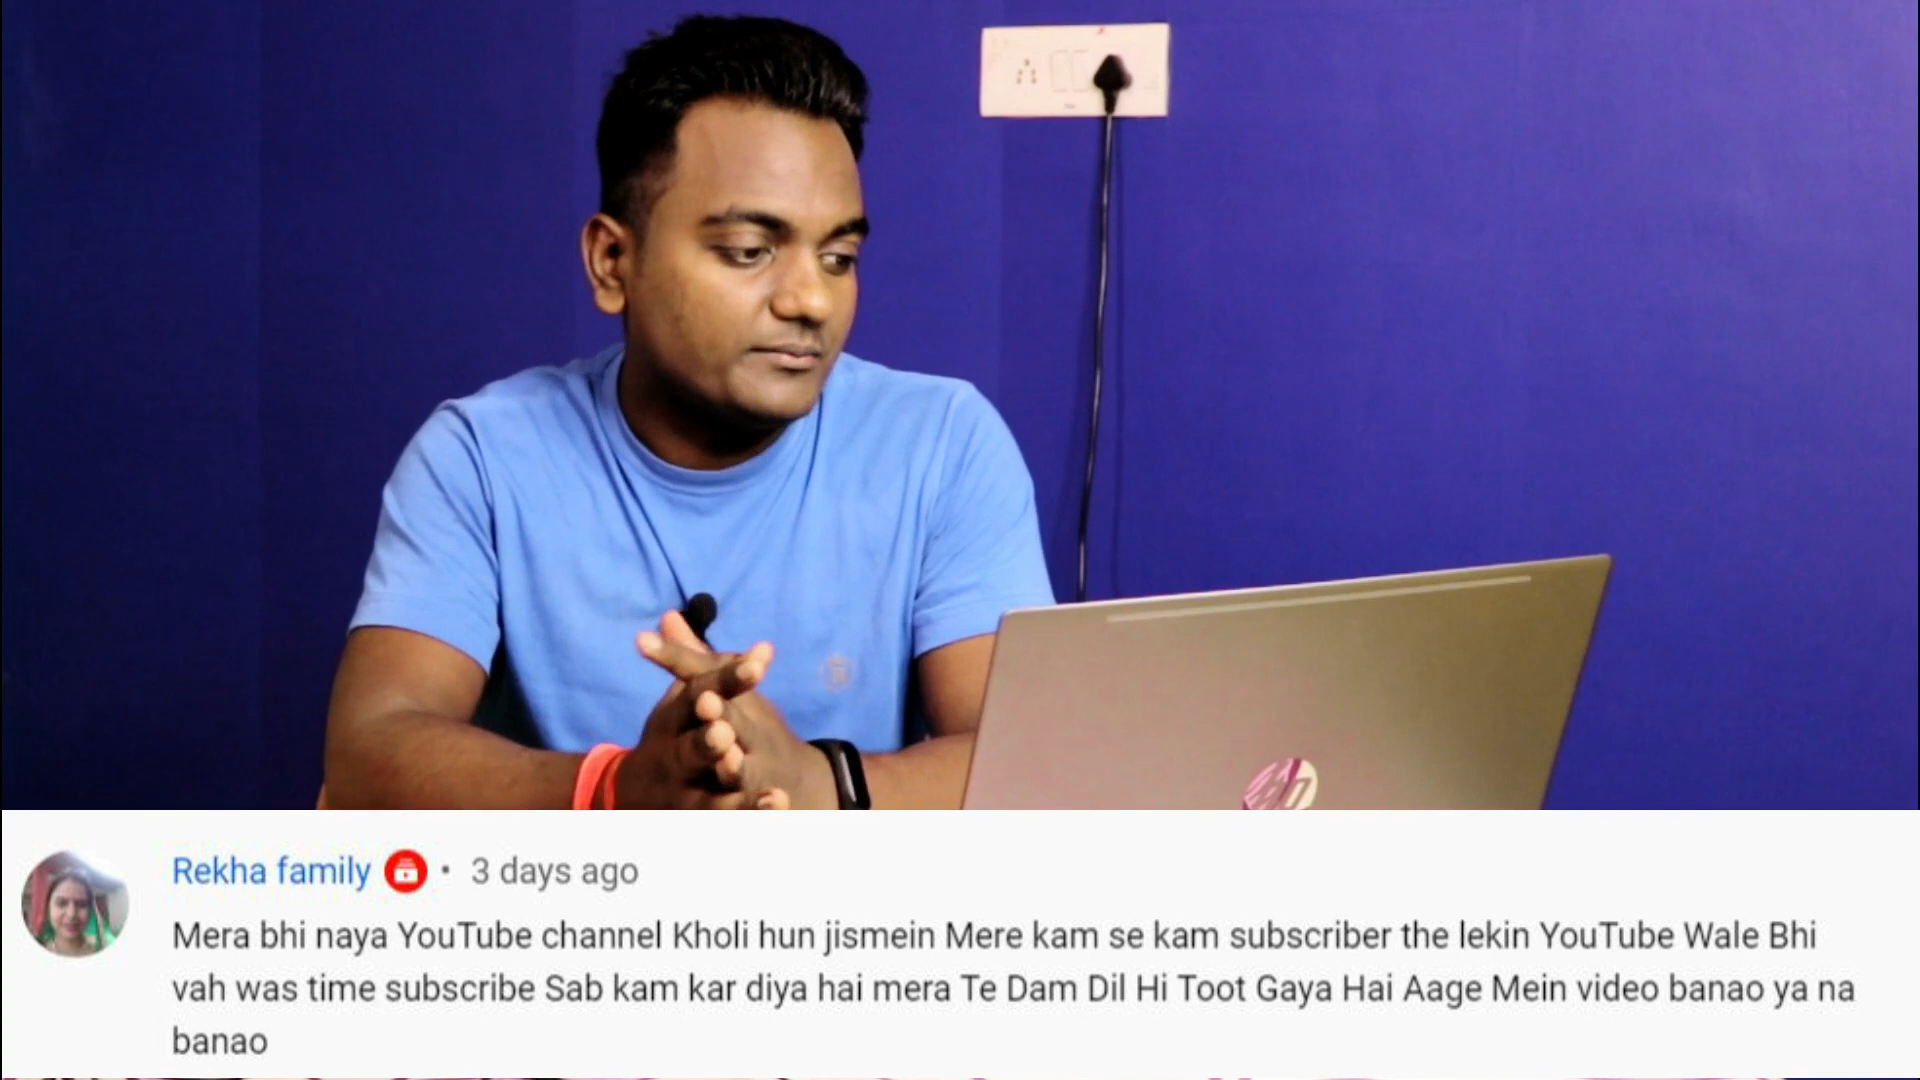 hp
Rekha family • 3 days ago
Mera bhi naya YouTube channel Kholi hun jismein Mere kam se kam subscriber the lekin YouTube Wale Bhi
vah was time subscribe Sab kam kar diya hai mera Te Dam Dil Hi Toot Gaya Hai Aage Mein video banao ya na
banao